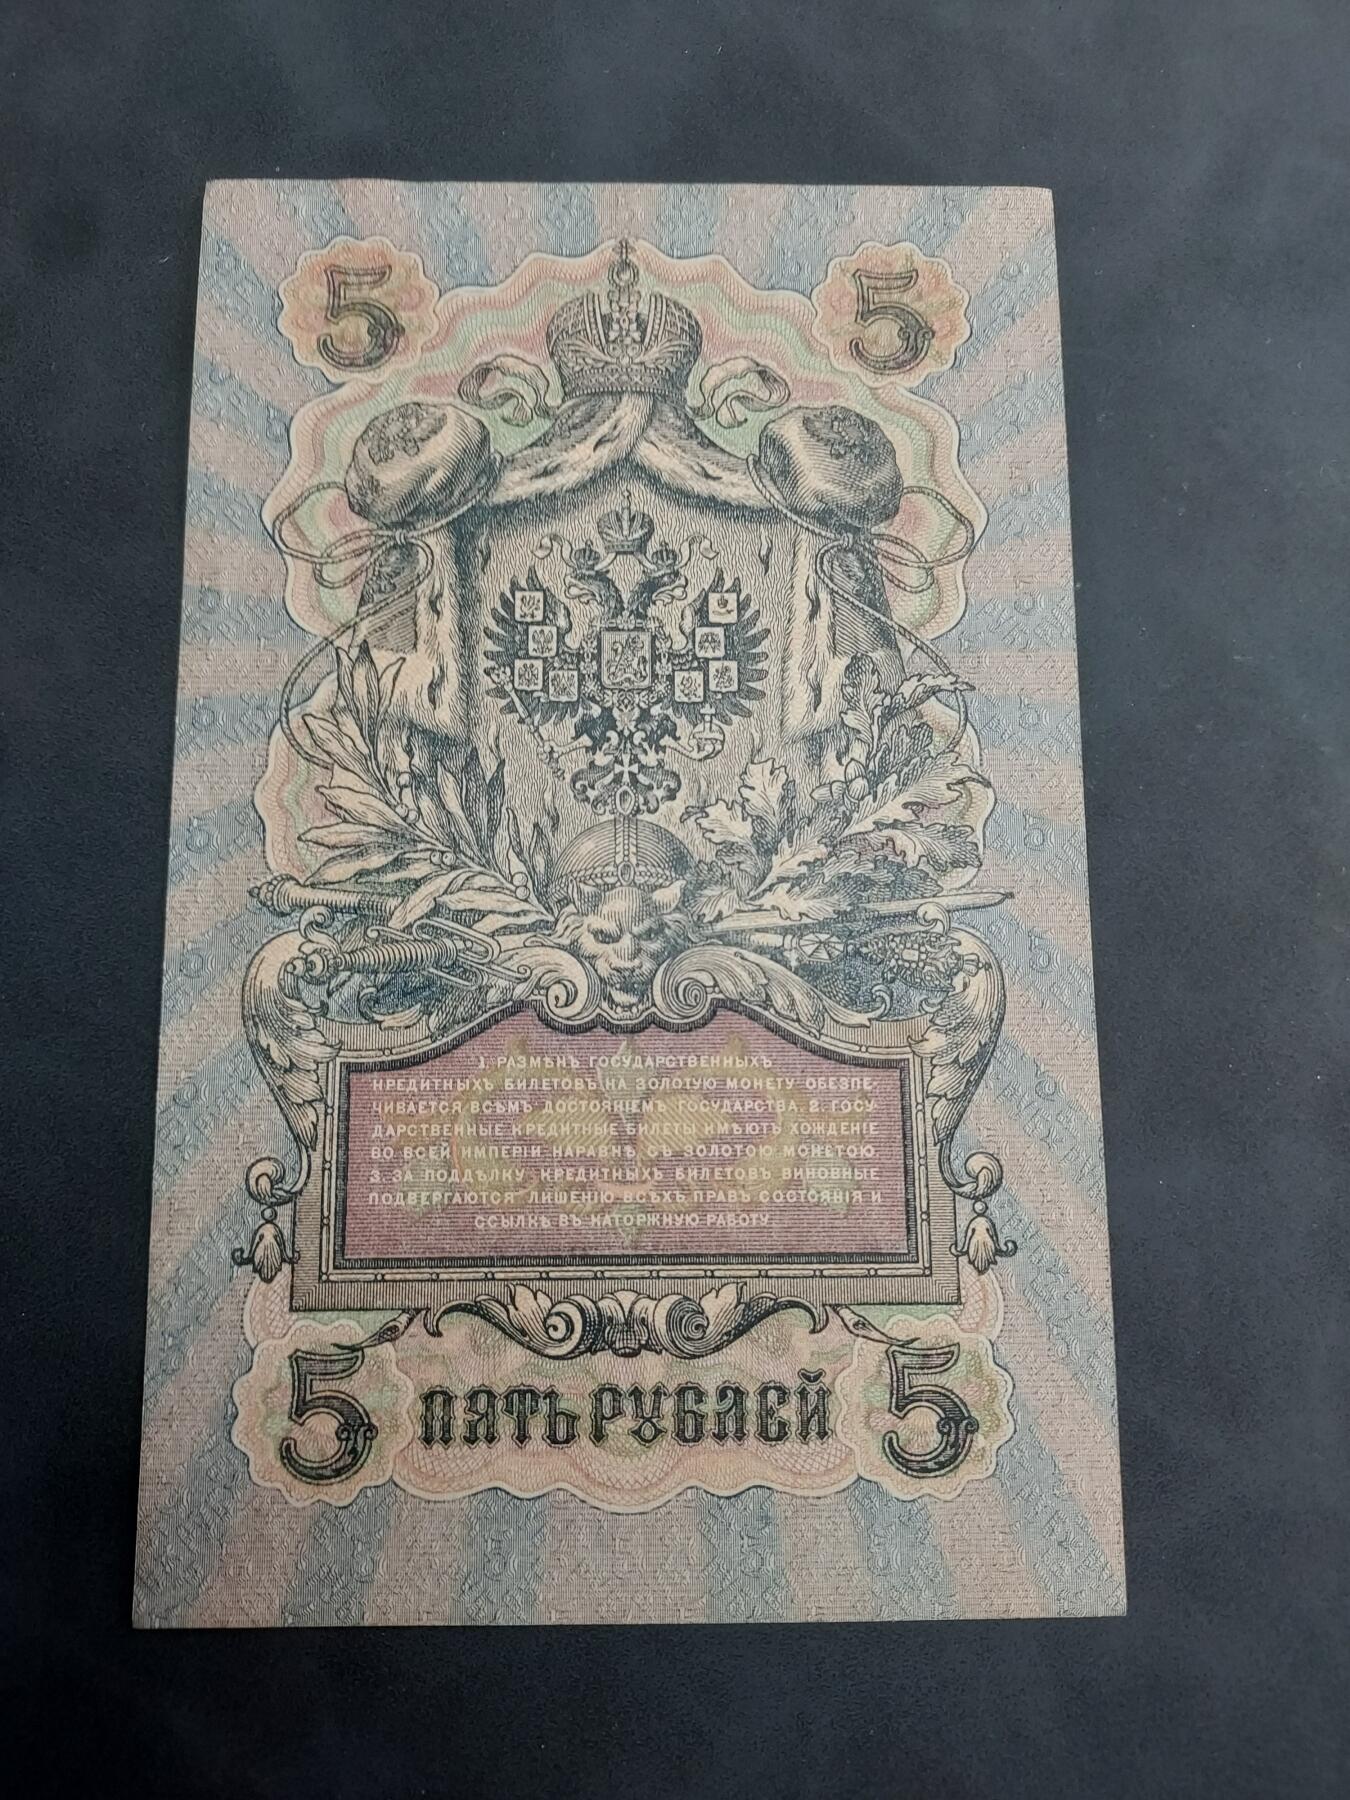 5 5
1. РАЗМѢНЪ ГОСУДАРСТВЕННЫХЪ
КРЕДИТНЫХЪ БИЛЕТОВЪ НА ЗОЛОТУЮ МОНЕТУ ОБЕЗПЕ-
ЧИВАЕТСЯ ВСѢМЪ ДОСТОЯНІЕМЪ ГОСУДАРСТВА. 2. ГОСУ-
ДАРСТВЕННЫЕ КРЕДИТНЫЕ БИЛЕТЫ ИМѢЮТЪ ХОЖДЕНІЕ
ВО ВСЕЙ ИМПЕРІИ НАРАВНѢ СЪ ЗОЛОТОЮ МОНЕТОЮ.
3. ЗА ПОДДѢЛКУ КРЕДИТНЫХЪ БИЛЕТОВЪ ВИНОВНЫЕ
ПОДВЕРГАЮТСЯ ЛИШЕНІЮ ВСѢХЪ ПРАВЪ СОСТОЯНІЯ И
ССЫЛКѢ ВЪ КАТОРЖНУЮ РАБОТУ.
5 ПЯТЬ РУБЛЕЙ 5